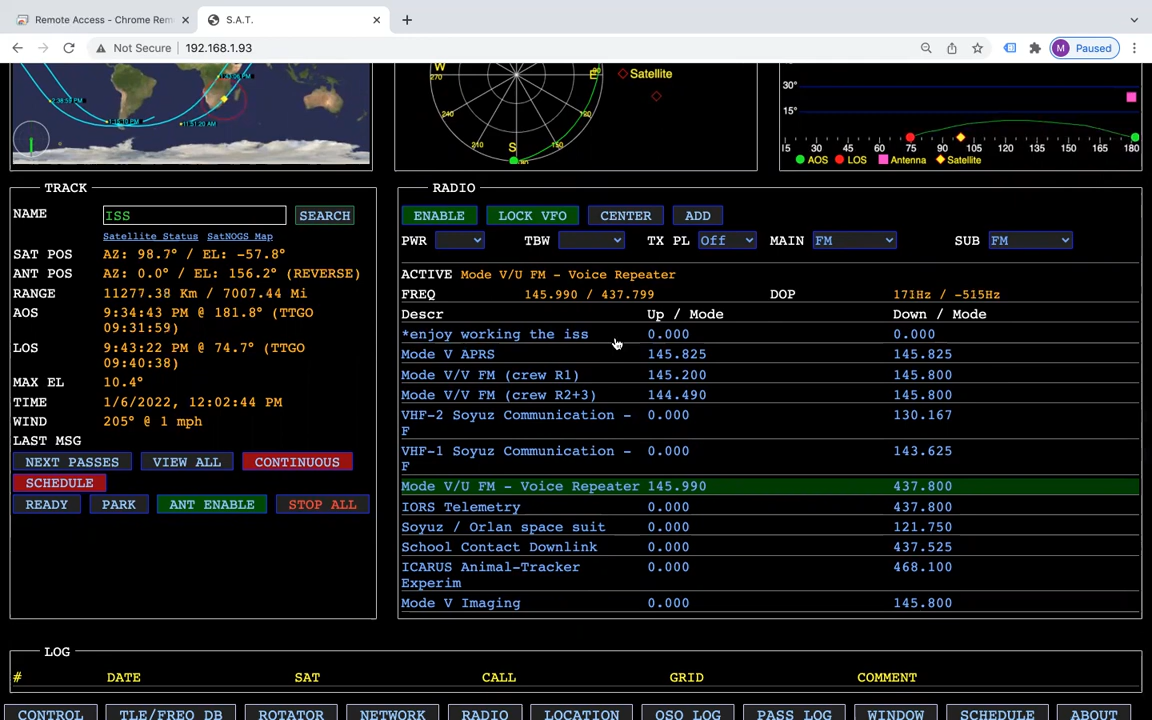 Remote Access - Chrome Rem
S.A.T.
Not Secure
192.168.1.93
M Paused
W
270
240
210
S
180
150
120
E
90
Satellite
30°
15°
15 30 45 60 75 90 105 120 135 150 165 180
AOS LOS Antenna Satellite
TRACK
NAME ISS SEARCH
Satellite Status SatNOGS Map
SAT POS AZ: 98.7° / EL: -57.8°
ANT POS AZ: 0.0° / EL: 156.2° (REVERSE)
RANGE 11277.38 Km / 7007.44 Mi
AOS 9:34:43 PM @ 181.8° (TTGO
09:31:59)
LOS 9:43:22 PM @ 74.7° (TTGO
09:40:38)
MAX EL 10.4°
TIME 1/6/2022, 12:02:44 PM
WIND 205° @ 1 mph
LAST MSG
NEXT PASSES VIEW ALL CONTINUOUS
SCHEDULE
READY PARK ANT ENABLE STOP ALL
RADIO
ENABLE LOCK VFO CENTER ADD
PWR TBW TX PL Off MAIN FM SUB FM
ACTIVE Mode V/U FM - Voice Repeater
FREQ 145.990 / 437.799 DOP 171Hz / -515Hz
Descr Up / Mode Down / Mode
*enjoy working the iss 0.000 0.000
Mode V APRS 145.825 145.825
Mode V/V FM (crew R1) 145.200 145.800
Mode V/V FM (crew R2+3) 144.490 145.800
VHF-2 Soyuz Communication - 0.000 130.167
F
VHF-1 Soyuz Communication - 0.000 143.625
F
Mode V/U FM - Voice Repeater 145.990 437.800
IORS Telemetry 0.000 437.800
Soyuz / Orlan space suit 0.000 121.750
School Contact Downlink 0.000 437.525
ICARUS Animal-Tracker 0.000 468.100
Experim
Mode V Imaging 0.000 145.800
LOG
# DATE SAT CALL GRID COMMENT
CONTROL TLE/FREQ DB ROTATOR NETWORK RADIO LOCATION QSO LOG PASS LOG WINDOW SCHEDULE ABOUT